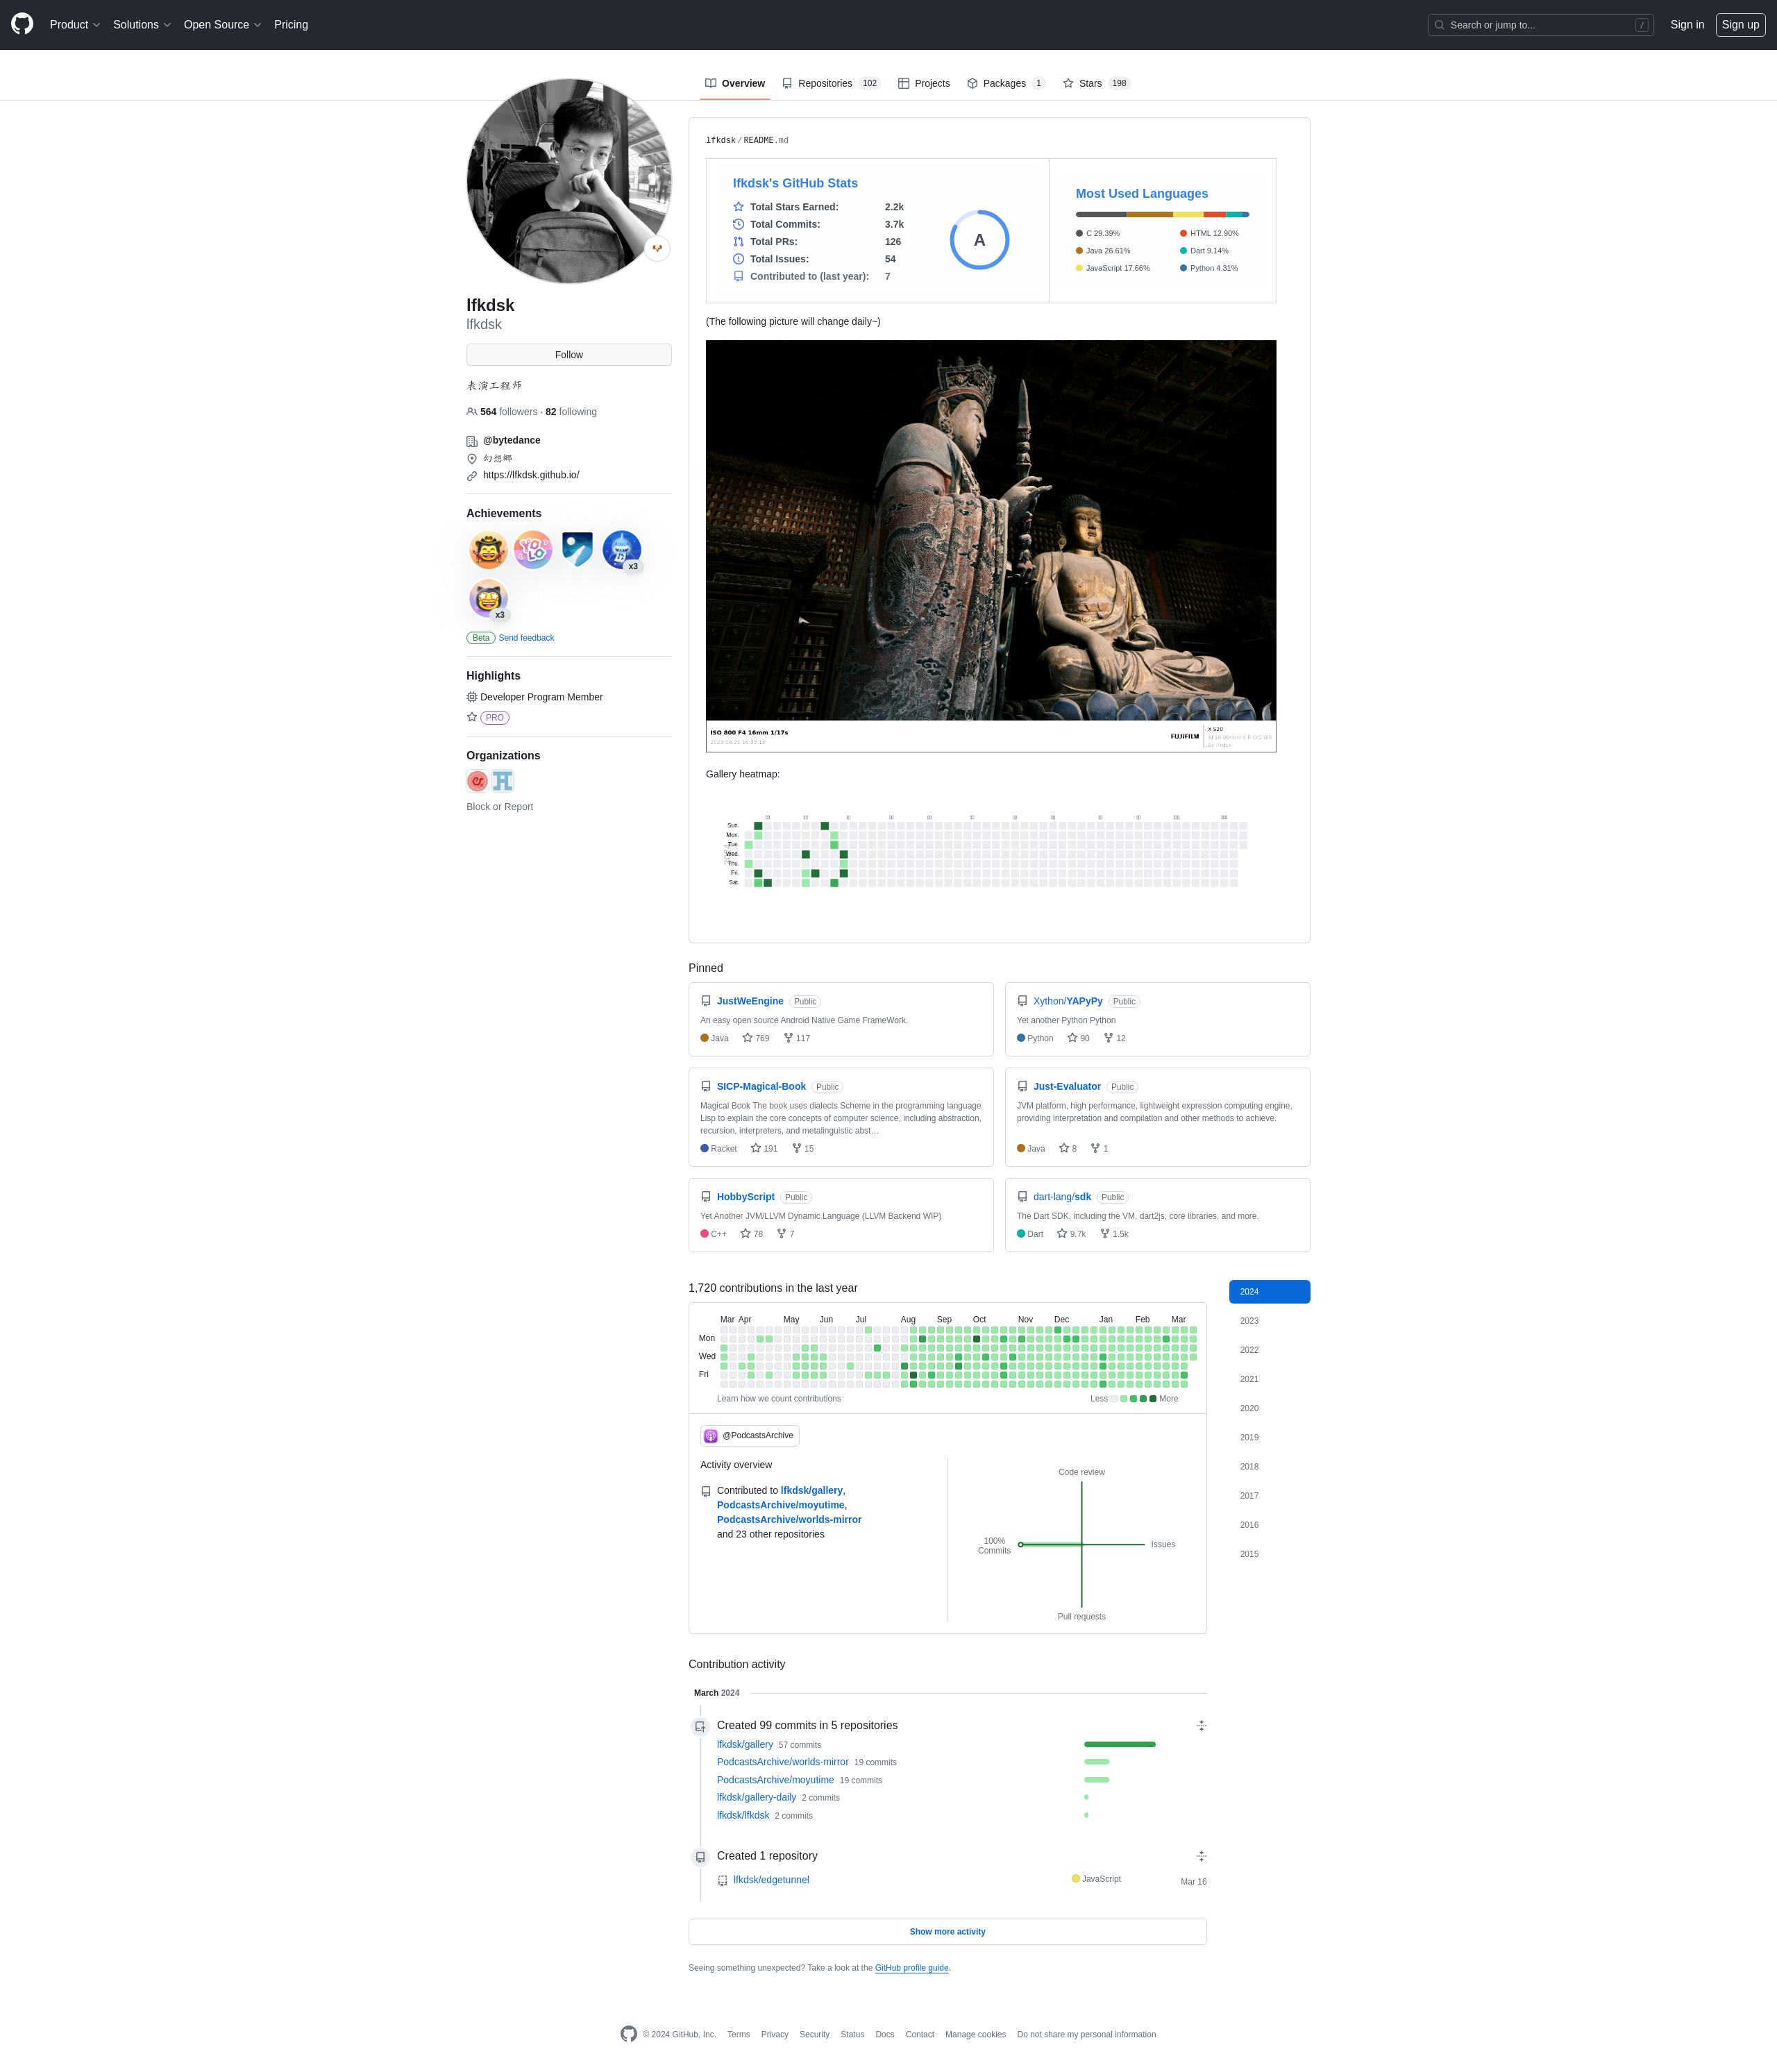 Product Solutions Open Source Pricing Search or jump to... / Sign in Sign up
Overview Repositories 102 Projects Packages 1 Stars 198
lfkdsk
lfkdsk
Follow
表演工程师
564 followers · 82 following
@bytedance
幻想乡
https://lfkdsk.github.io/
Achievements
YOLO
x3
x3
Beta Send feedback
Highlights
Developer Program Member
PRO
Organizations
Block or Report
lfkdsk/README.md
lfkdsk's GitHub Stats
Total Stars Earned: 2.2k
Total Commits: 3.7k
Total PRs: 126
Total Issues: 54
Contributed to (last year): 7
A
Most Used Languages
C 29.39%
Java 26.61%
JavaScript 17.66%
HTML 12.90%
Dart 9.14%
Python 4.31%
(The following picture will change daily~)
ISO 800 F4 16mm 1/17s
FUJIFILM
X-S20
Gallery heatmap:
Sun.
Mon.
Tue.
Wed.
Thu.
Fri.
Sat.
Pinned
JustWeEngine Public
An easy open source Android Native Game FrameWork.
Java 769 117
Xython/YAPyPy Public
Yet another Python Python
Python 90 12
SICP-Magical-Book Public
Magical Book The book uses dialects Scheme in the programming language
Lisp to explain the core concepts of computer science, including abstraction,
recursion, interpreters, and metalinguistic abst…
Racket 191 15
Just-Evaluator Public
JVM platform, high performance, lightweight expression computing engine,
providing interpretation and compilation and other methods to achieve.
Java 8 1
HobbyScript Public
Yet Another JVM/LLVM Dynamic Language (LLVM Backend WIP)
C++ 78 7
dart-lang/sdk Public
The Dart SDK, including the VM, dart2js, core libraries, and more.
Dart 9.7k 1.5k
1,720 contributions in the last year
Mar Apr May Jun Jul Aug Sep Oct Nov Dec Jan Feb Mar
Mon
Wed
Fri
Learn how we count contributions
Less More
2024
2023
2022
2021
2020
2019
2018
2017
2016
2015
@PodcastsArchive
Activity overview
Contributed to lfkdsk/gallery,
PodcastsArchive/moyutime,
PodcastsArchive/worlds-mirror
and 23 other repositories
Code review
100%
Commits
Issues
Pull requests
Contribution activity
March 2024
Created 99 commits in 5 repositories
lfkdsk/gallery 57 commits
PodcastsArchive/worlds-mirror 19 commits
PodcastsArchive/moyutime 19 commits
lfkdsk/gallery-daily 2 commits
lfkdsk/lfkdsk 2 commits
Created 1 repository
lfkdsk/edgetunnel JavaScript Mar 16
Show more activity
Seeing something unexpected? Take a look at the GitHub profile guide.
© 2024 GitHub, Inc. Terms Privacy Security Status Docs Contact Manage cookies Do not share my personal information